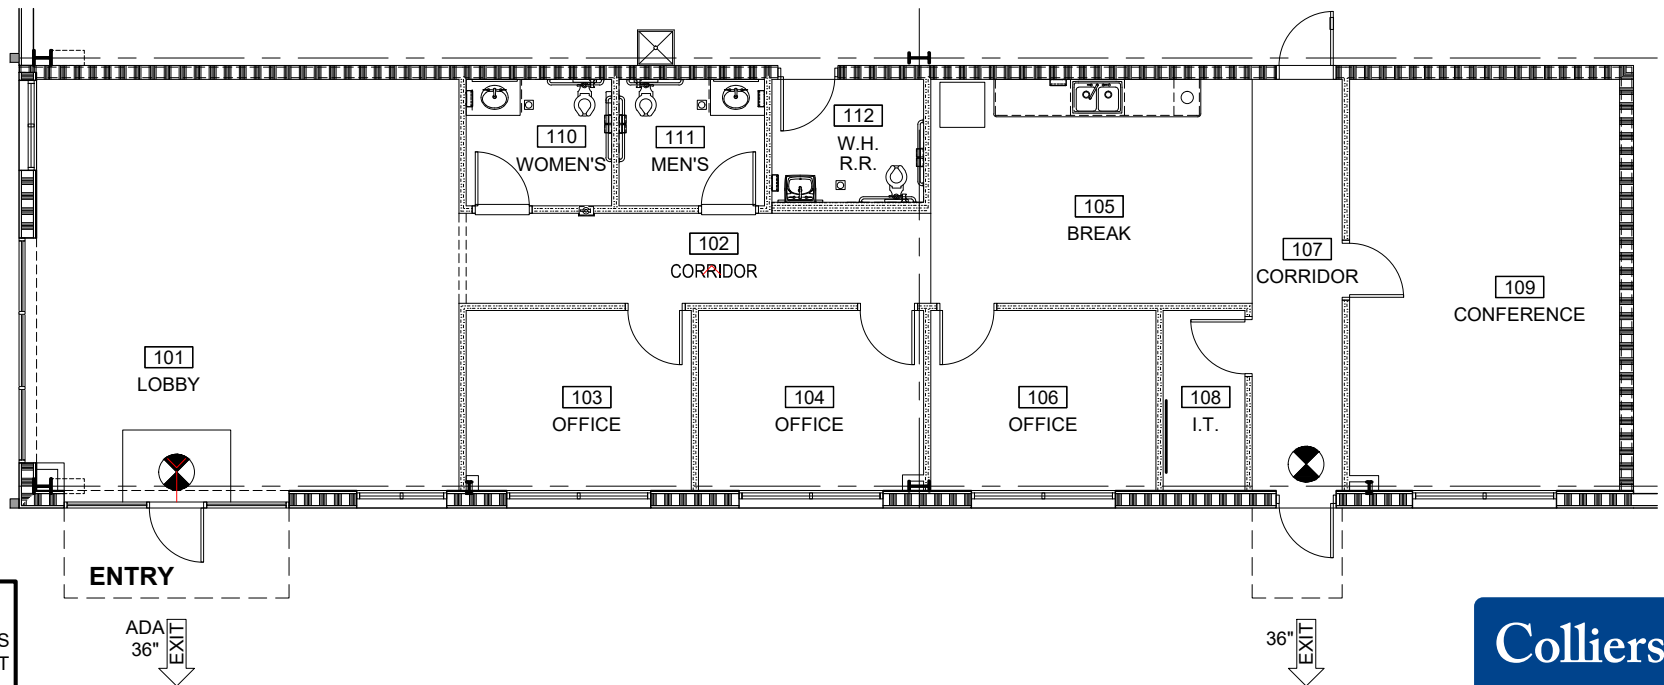 110
WOMEN'S
111
MEN'S
112
W.H.
R.R.
105
BREAK
102
CORRIDOR
107
CORRIDOR
109
CONFERENCE
101
LOBBY
103
OFFICE
104
OFFICE
106
OFFICE
108
I.T.
ENTRY
ADA
36"
EXIT
36"
EXIT
S
T
Colliers